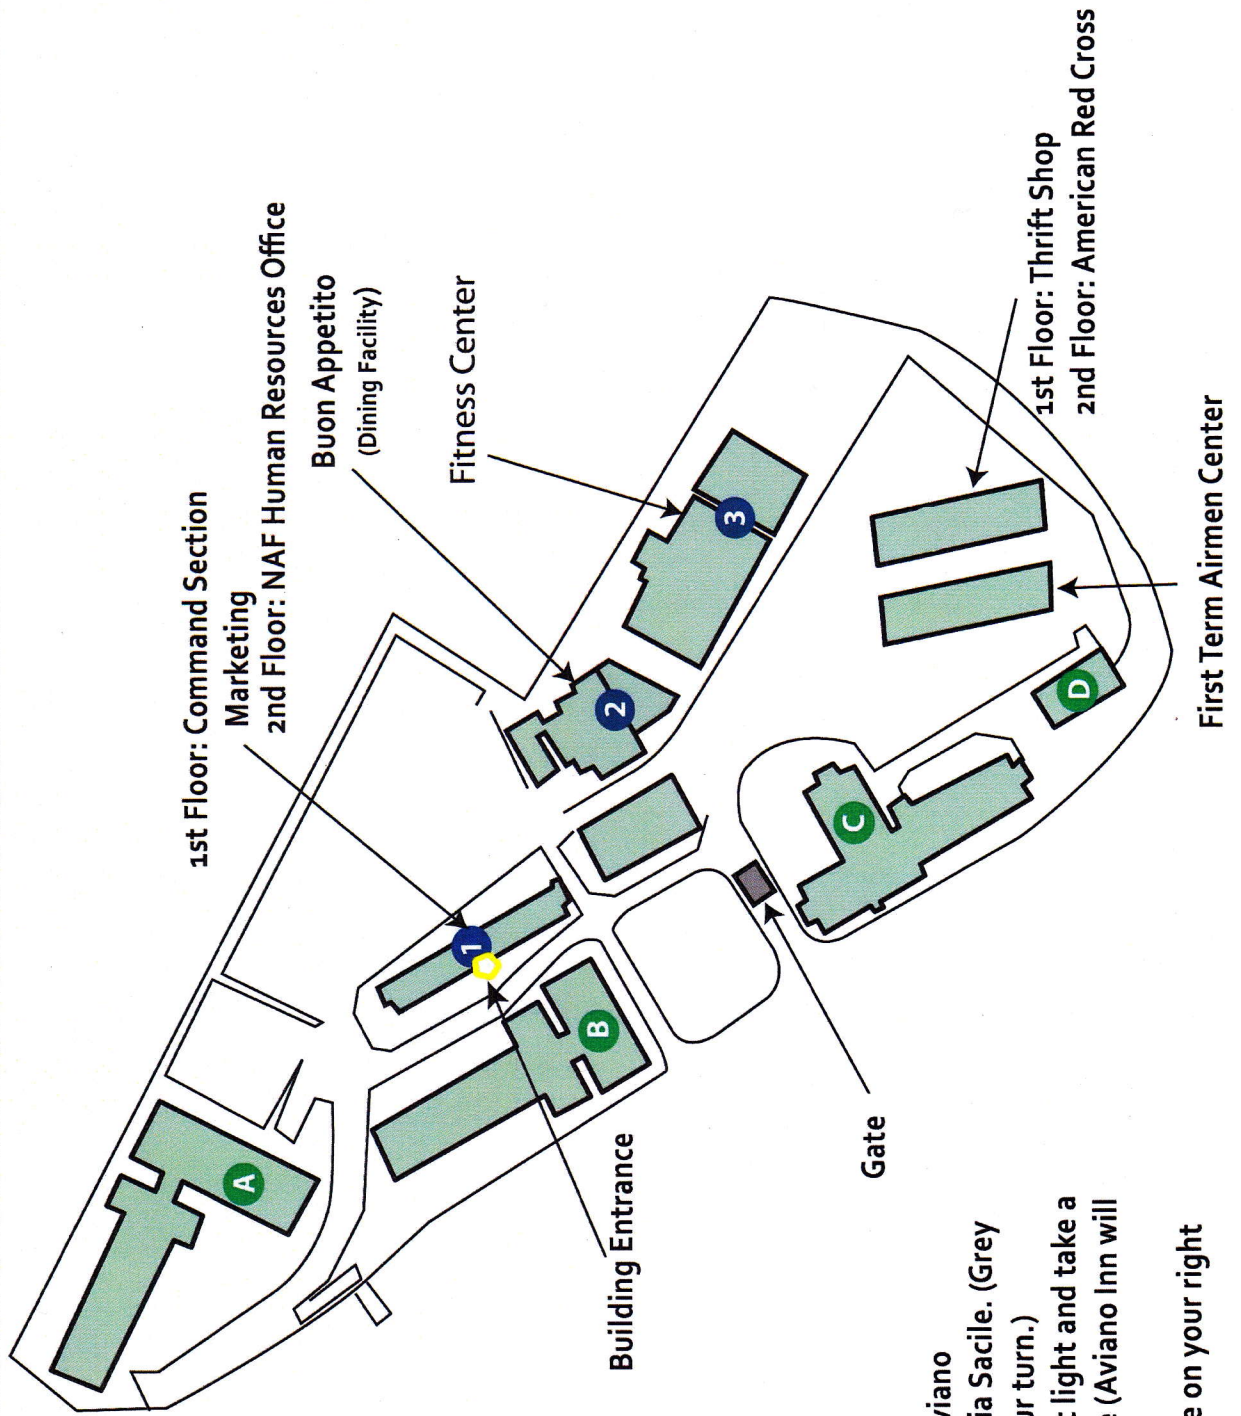 1st Floor: Command Section
Marketing
2nd Floor: NAF Human Resources Office
Buon Appetito
(Dining Facility)
Fitness Center
1st Floor: Thrift Shop
2nd Floor: American Red Cross
First Term Airmen Center
Building Entrance
Gate
A
B
C
D
1
2
3
ia Sacile. (Grey
ur turn.)
light and take a
(Aviano Inn will
e on your right